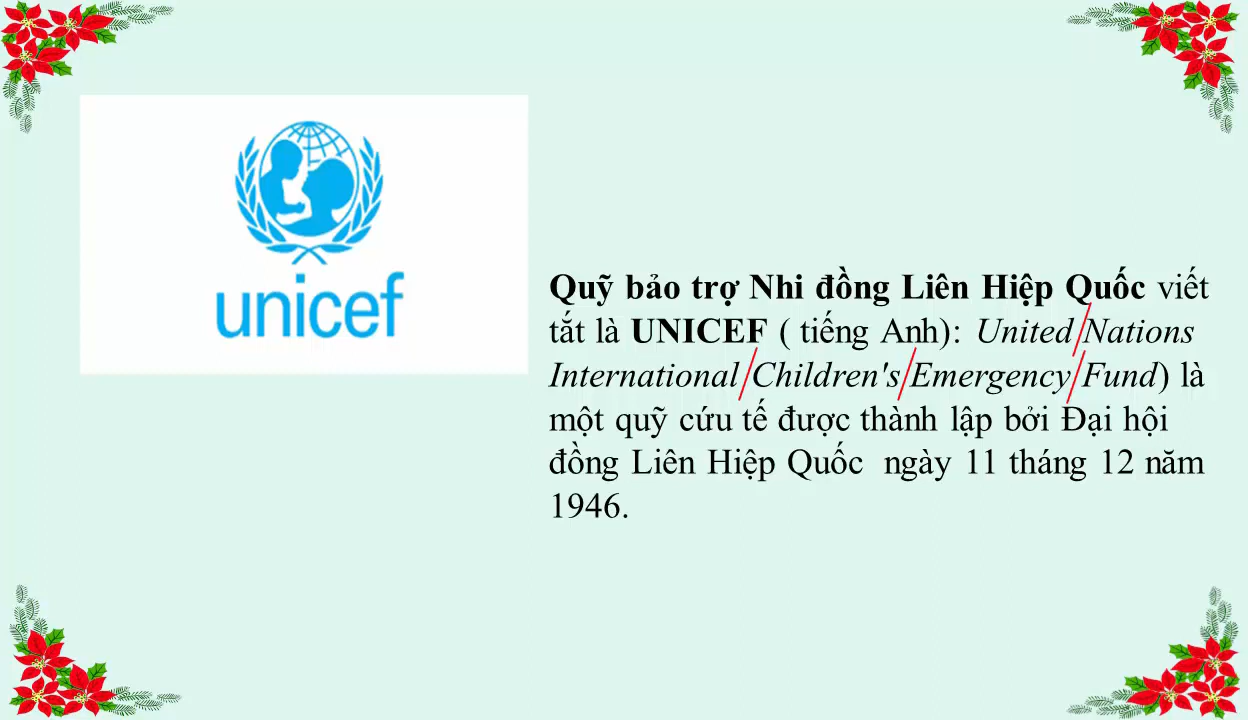 unicef
Quỹ bảo trợ Nhi đồng Liên Hiệp Quốc viết
tắt là UNICEF ( tiếng Anh): United Nations
International Children's Emergency Fund) là
một quỹ cứu tế được thành lập bởi Đại hội
đồng Liên Hiệp Quốc ngày 11 tháng 12 năm
1946.